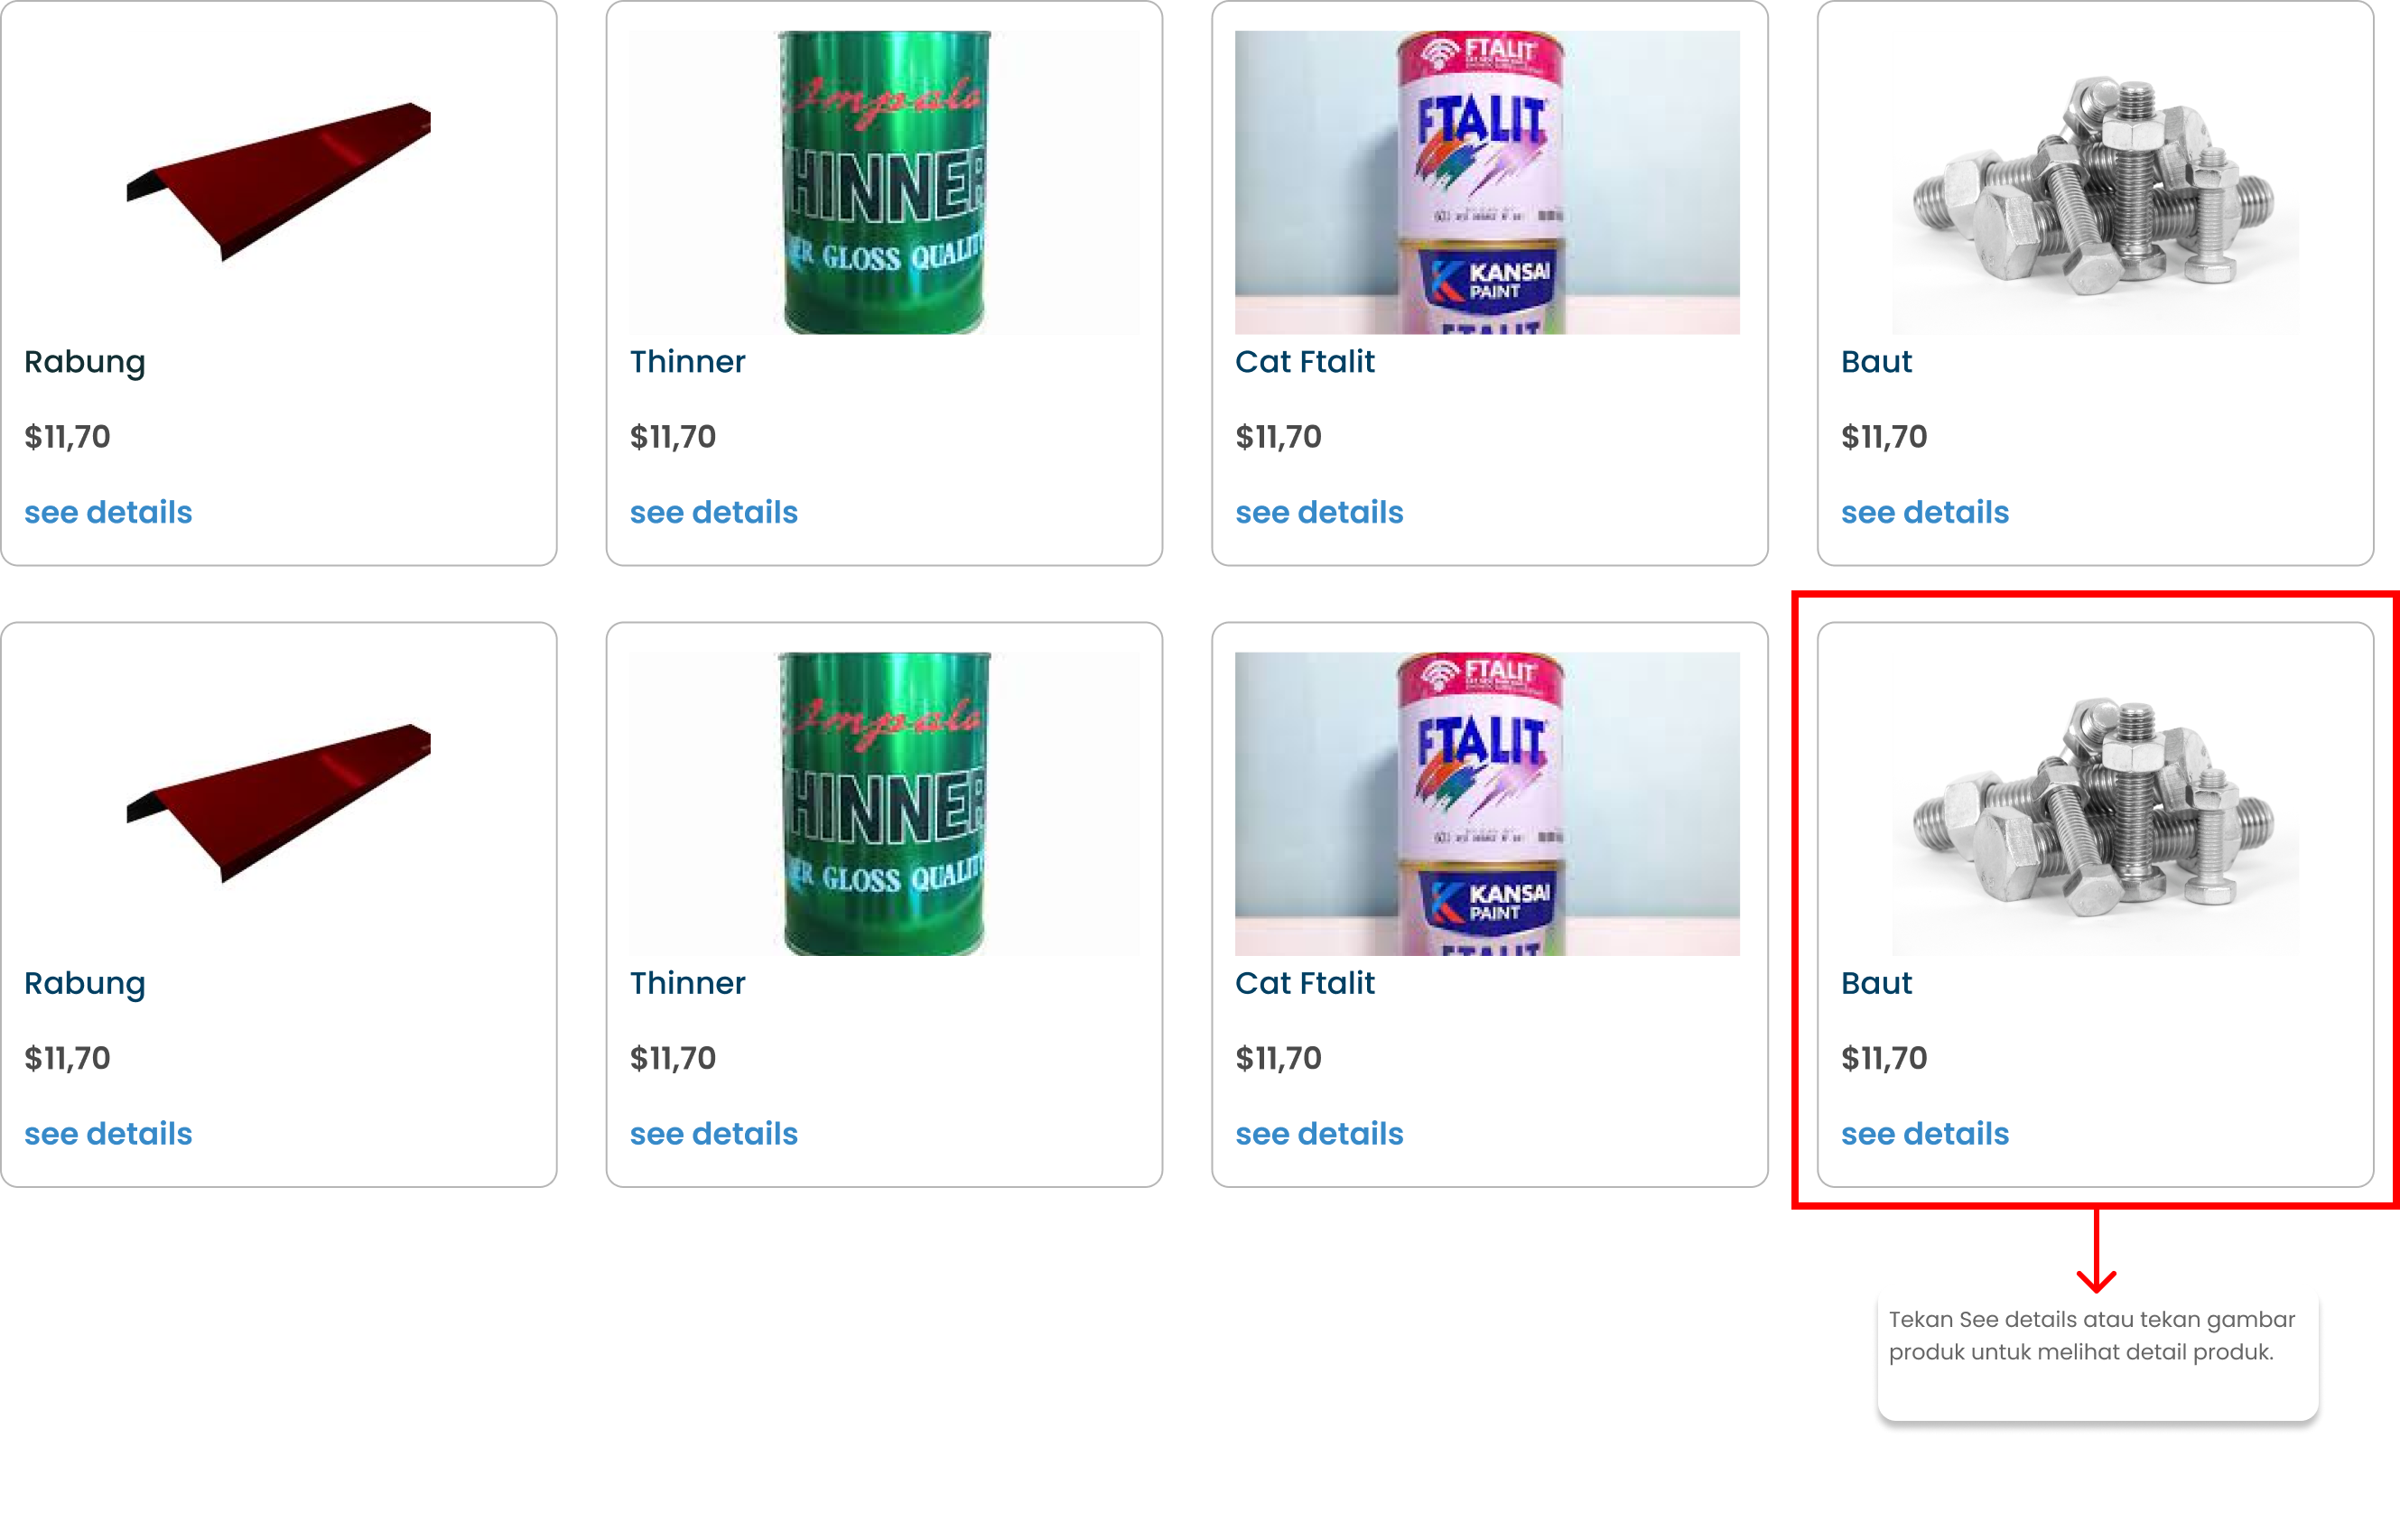 Impala
HINNER
ER GLOSS QUALIT
FTALIT
FTALIT
KANSAI
PAINT
FTALIT
Rabung
Thinner
Cat Ftalit
Baut
$11,70
$11,70
$11,70
$11,70
see details
see details
see details
see details
Impala
HINNER
ER GLOSS QUALIT
FTALIT
FTALIT
KANSAI
PAINT
FTALIT
Rabung
Thinner
Cat Ftalit
Baut
$11,70
$11,70
$11,70
$11,70
see details
see details
see details
see details
Tekan See details atau tekan gambar
produk untuk melihat detail produk.